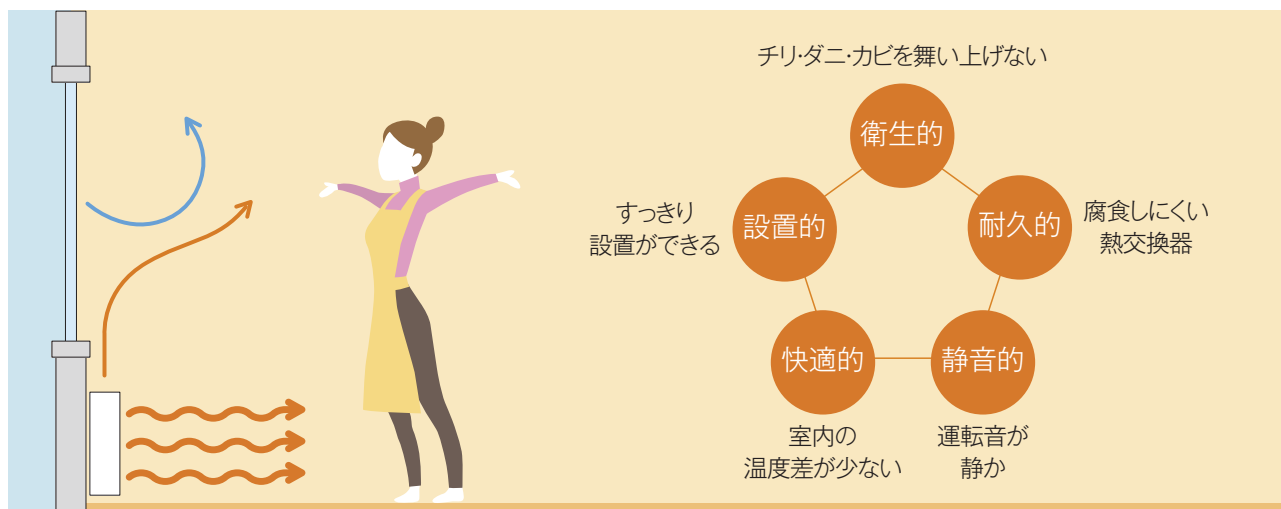 チリ・ダニ・カビを舞い上げない
衛生的
すっきり
設置ができる
設置的
耐久的
腐食しにくい
熱交換器
快適的
静音的
室内の
温度差が少ない
運転音が
静か